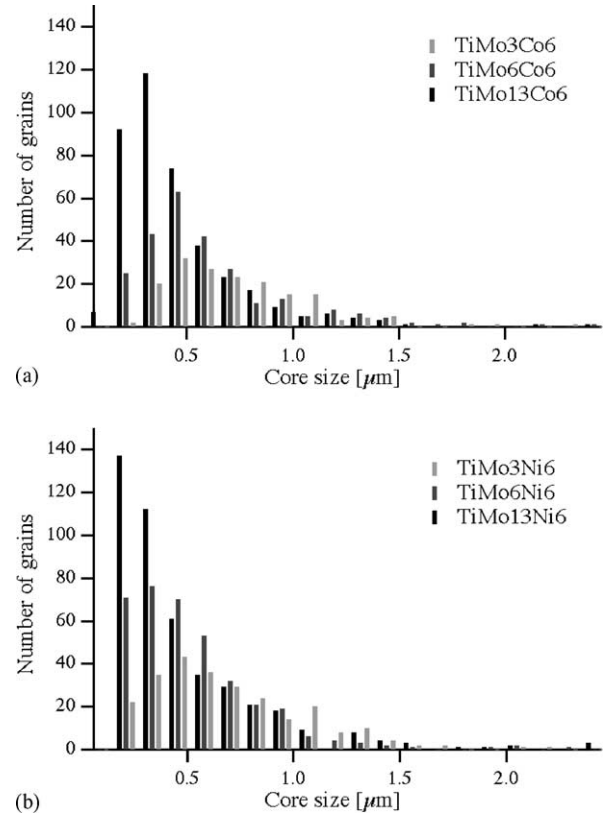 140
120
100
80
60
40
20
0
Number of grains
TiMo3Co6
TiMo6Co6
TiMo13Co6
0.5 1.0 1.5 2.0
Core size [μm]
(a)
140
120
100
80
60
40
20
0
Number of grains
TiMo3Ni6
TiMo6Ni6
TiMo13Ni6
0.5 1.0 1.5 2.0
Core size [μm]
(b)